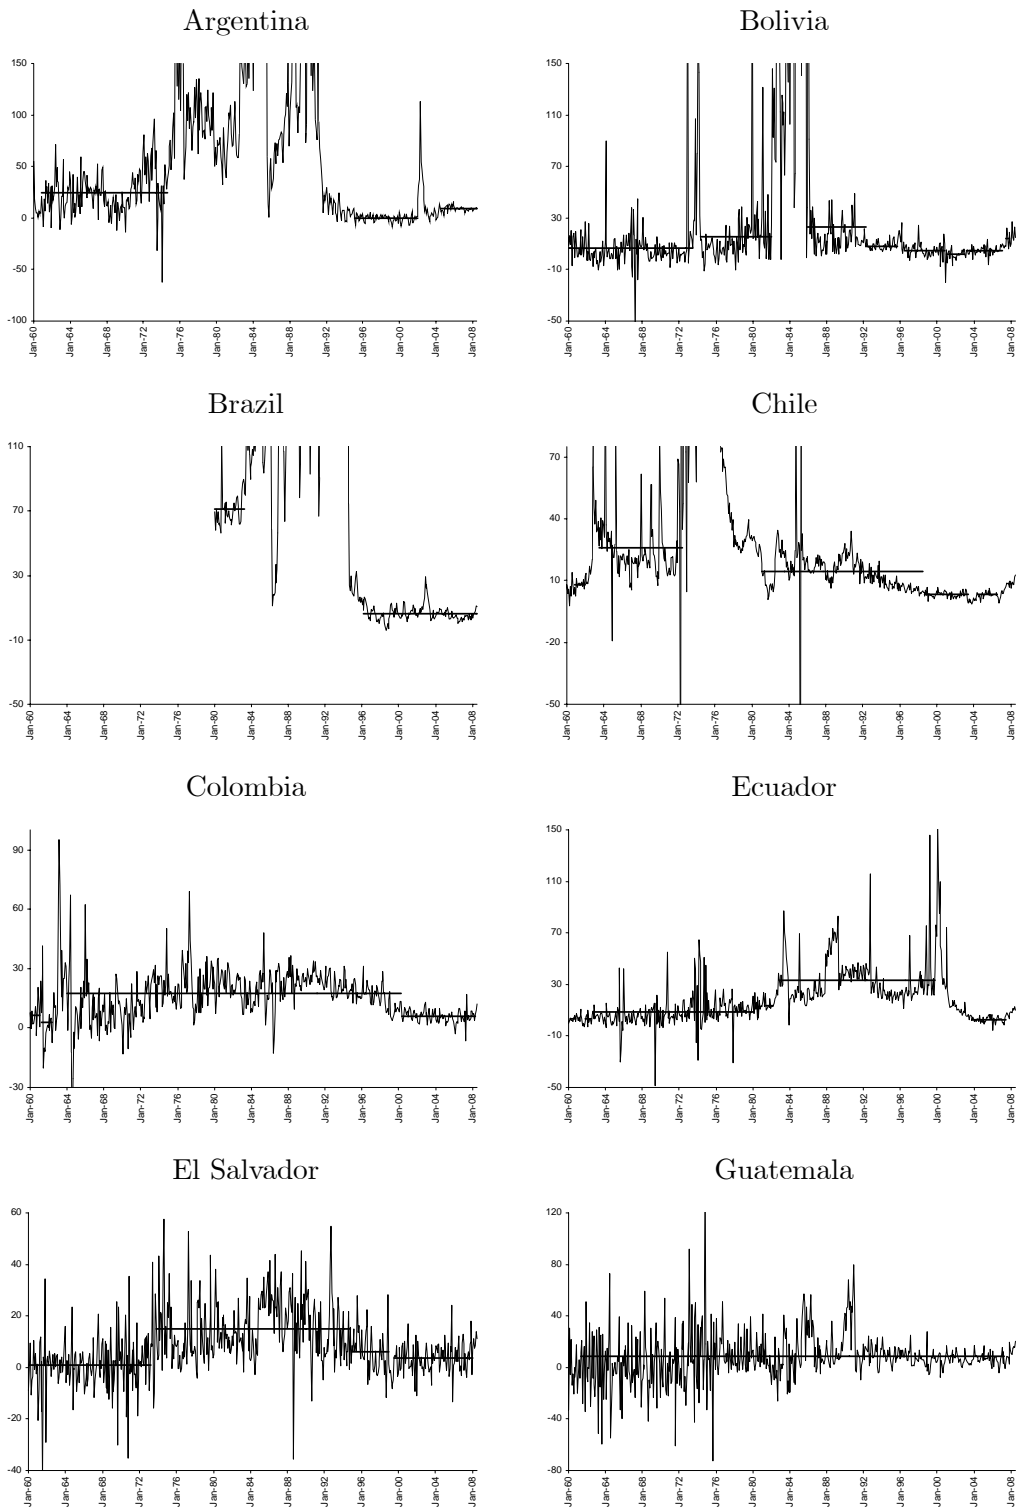 Argentina
150
100
50
0
-50
-100
Jan-60
Jan-64
Jan-68
Jan-72
Jan-76
Jan-80
Jan-84
Jan-88
Jan-92
Jan-96
Jan-00
Jan-04
Jan-08
Bolivia
150
110
70
30
-10
-50
Jan-60
Jan-64
Jan-68
Jan-72
Jan-76
Jan-80
Jan-84
Jan-88
Jan-92
Jan-96
Jan-00
Jan-04
Jan-08
Brazil
110
70
30
-10
-50
Jan-60
Jan-64
Jan-68
Jan-72
Jan-76
Jan-80
Jan-84
Jan-88
Jan-92
Jan-96
Jan-00
Jan-04
Jan-08
Chile
70
40
10
-20
-50
Jan-60
Jan-64
Jan-68
Jan-72
Jan-76
Jan-80
Jan-84
Jan-88
Jan-92
Jan-96
Jan-00
Jan-04
Jan-08
Colombia
90
60
30
0
-30
Jan-60
Jan-64
Jan-68
Jan-72
Jan-76
Jan-80
Jan-84
Jan-88
Jan-92
Jan-96
Jan-00
Jan-04
Jan-08
Ecuador
150
110
70
30
-10
-50
Jan-60
Jan-64
Jan-68
Jan-72
Jan-76
Jan-80
Jan-84
Jan-88
Jan-92
Jan-96
Jan-00
Jan-04
Jan-08
El Salvador
60
40
20
0
-20
-40
Jan-60
Jan-64
Jan-68
Jan-72
Jan-76
Jan-80
Jan-84
Jan-88
Jan-92
Jan-96
Jan-00
Jan-04
Jan-08
Guatemala
120
80
40
0
-40
-80
Jan-60
Jan-64
Jan-68
Jan-72
Jan-76
Jan-80
Jan-84
Jan-88
Jan-92
Jan-96
Jan-00
Jan-04
Jan-08